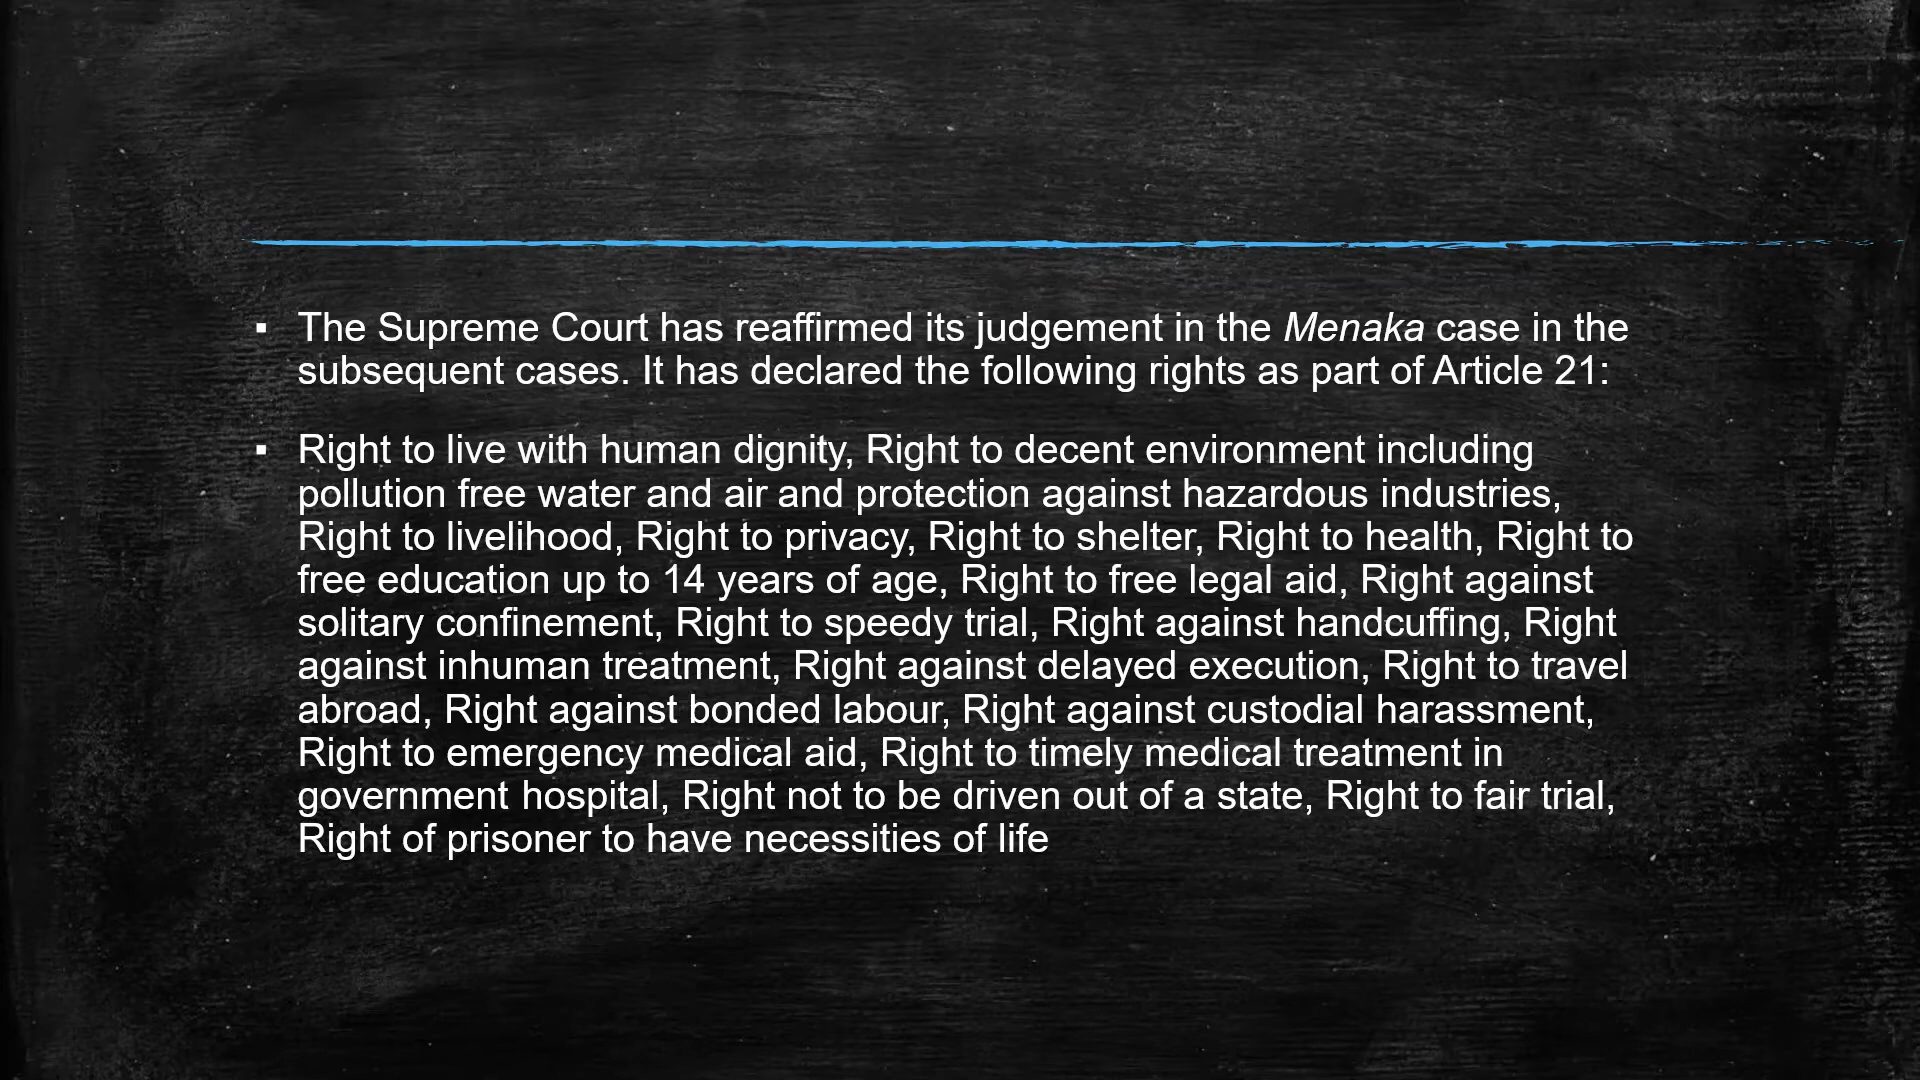 ▪ The Supreme Court has reaffirmed its judgement in the Menaka case in the
subsequent cases. It has declared the following rights as part of Article 21:
▪ Right to live with human dignity, Right to decent environment including
pollution free water and air and protection against hazardous industries,
Right to livelihood, Right to privacy, Right to shelter, Right to health, Right to
free education up to 14 years of age, Right to free legal aid, Right against
solitary confinement, Right to speedy trial, Right against handcuffing, Right
against inhuman treatment, Right against delayed execution, Right to travel
abroad, Right against bonded labour, Right against custodial harassment,
Right to emergency medical aid, Right to timely medical treatment in
government hospital, Right not to be driven out of a state, Right to fair trial,
Right of prisoner to have necessities of life